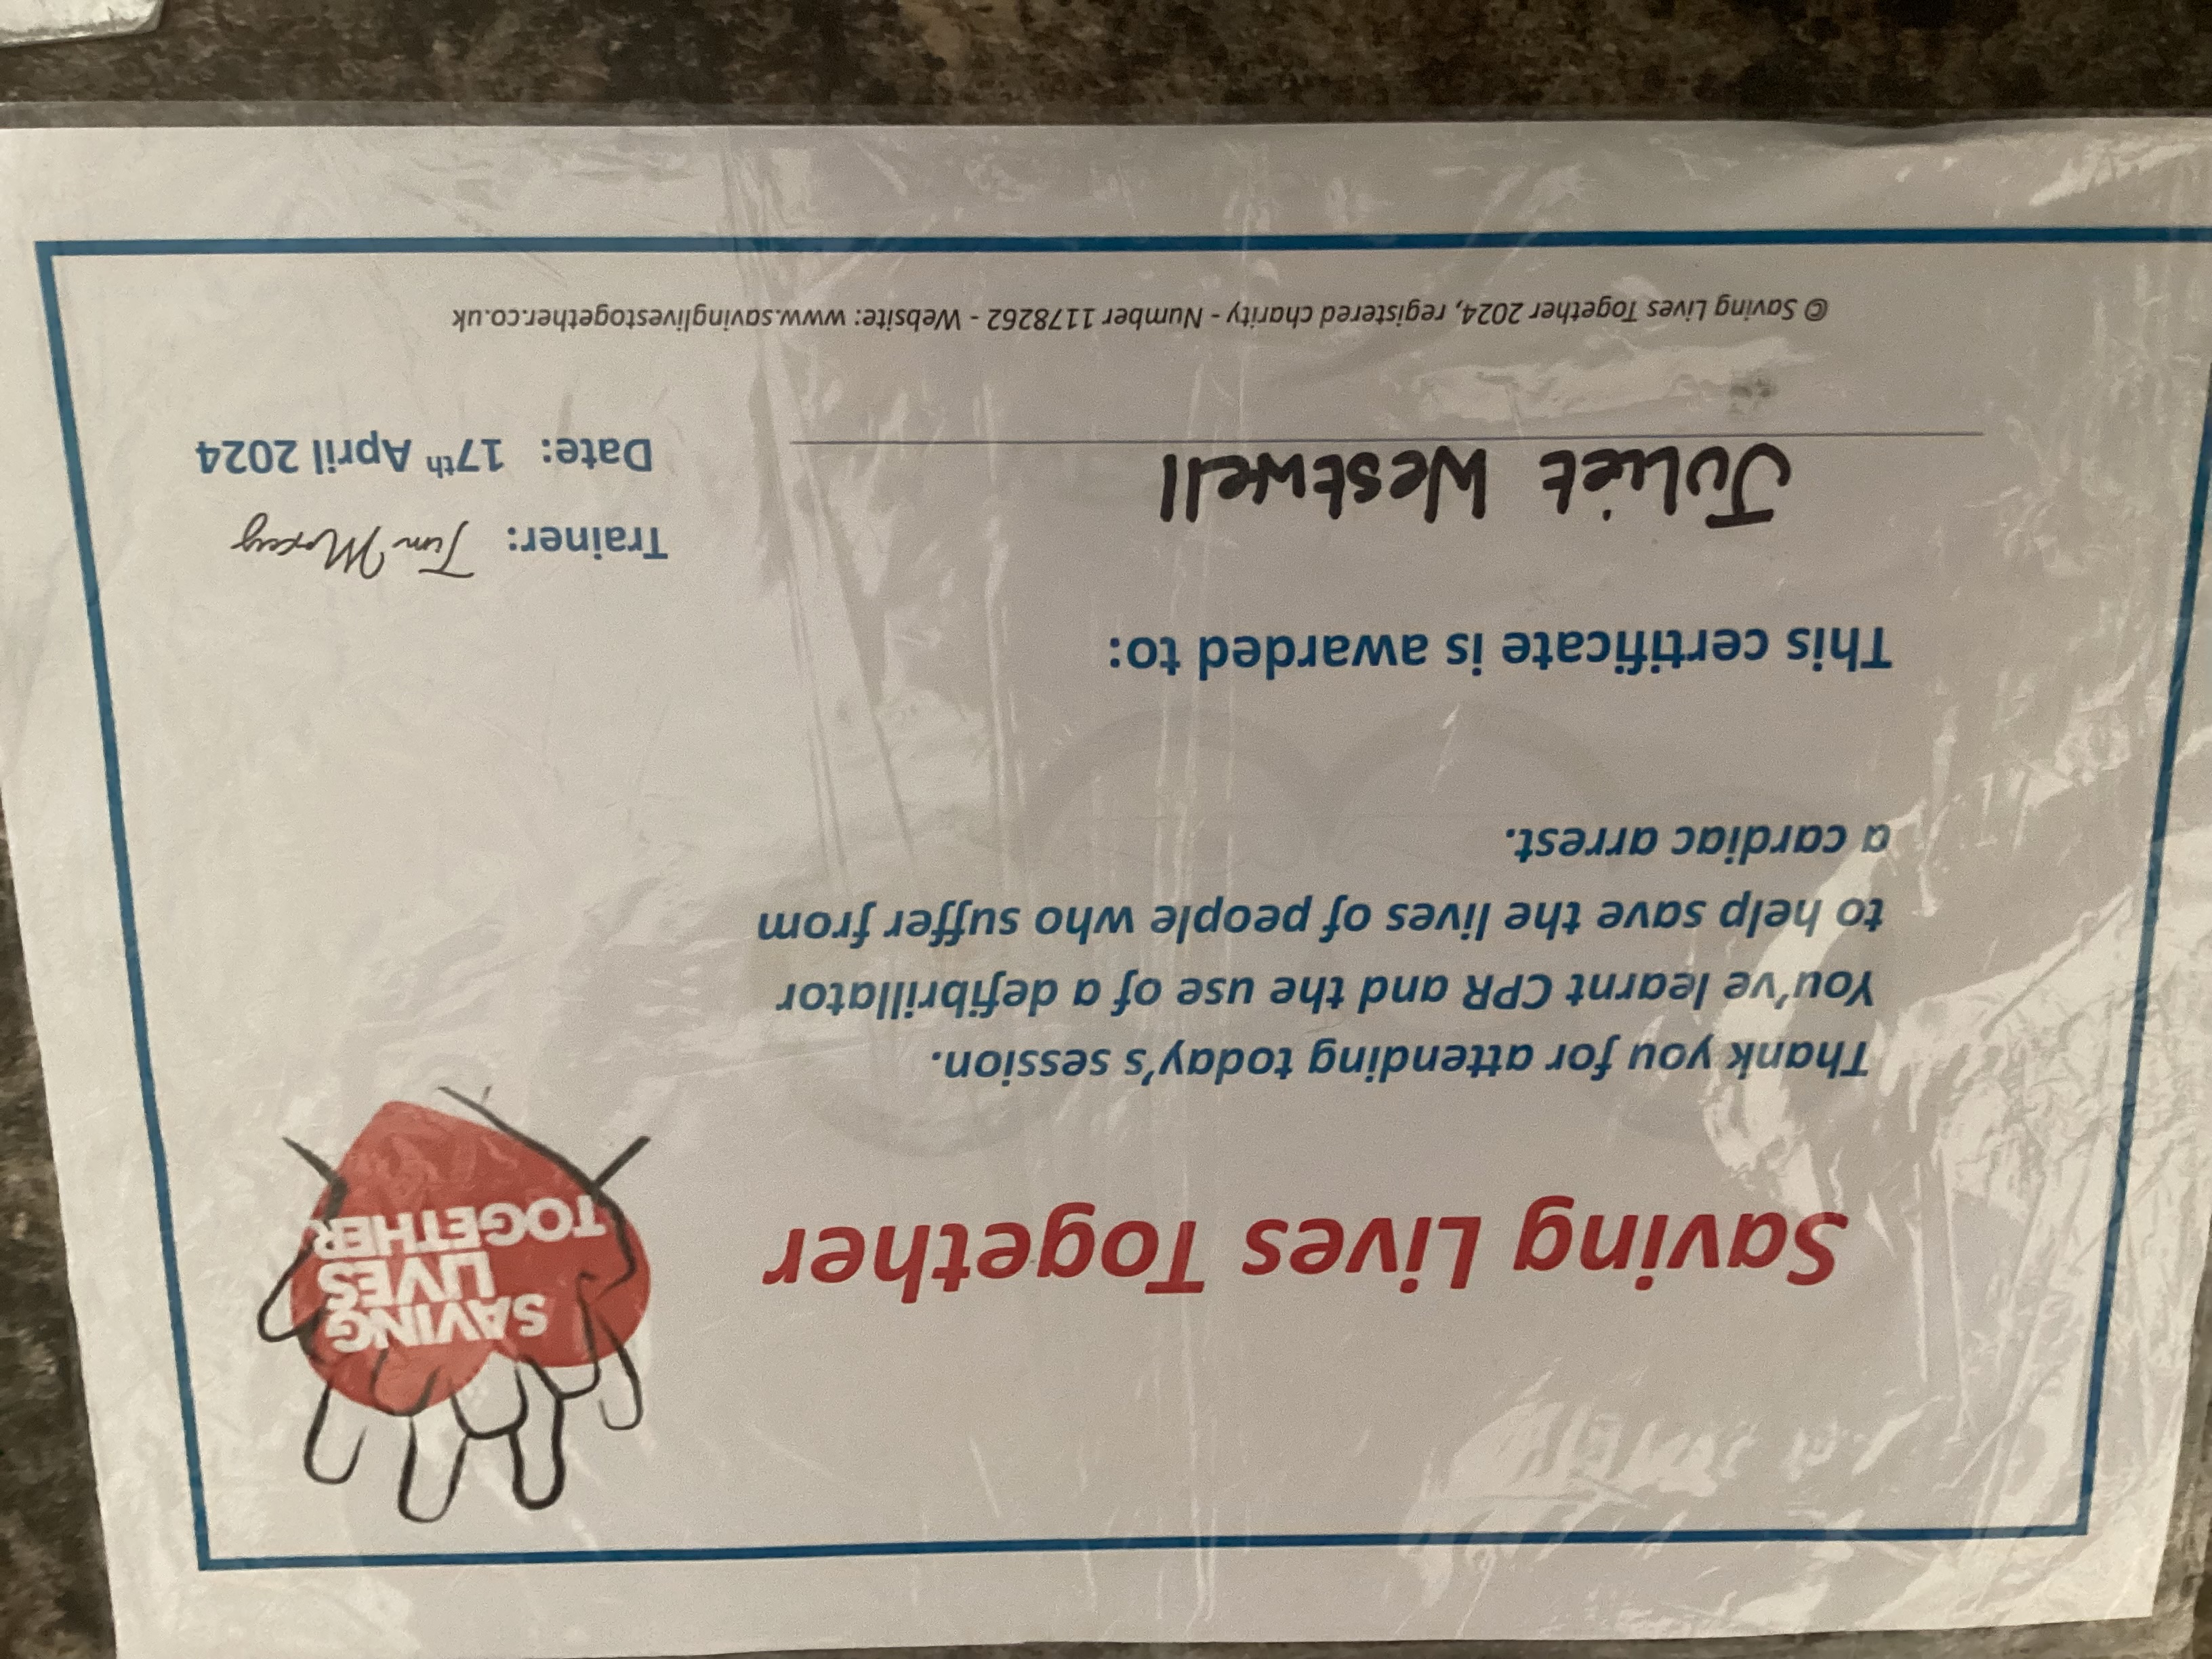 Saving Lives Together
SAVING
LIVES
TOGETHER
Thank you for attending today's session.
You've learnt CPR and the use of a defibrillator
to help save the lives of people who suffer from
a cardiac arrest.
This certificate is awarded to:
Juliet Westwell
Trainer: Tim Morey
Date: 17th April 2024
© Saving Lives Together 2024, registered charity - Number 1178262 - Website: www.savinglivestogether.co.uk